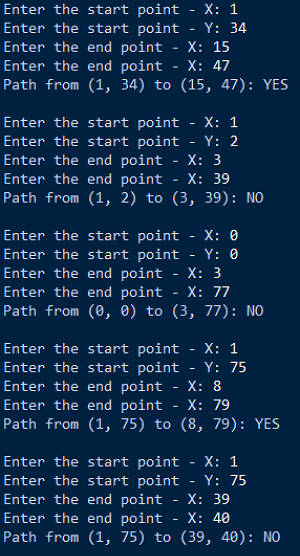 Enter the start point - X: 1
Enter the start point - Y: 34
Enter the end point - X: 15
Enter the end point - X: 47
Path from (1, 34) to (15, 47): YES
Enter the start point - X: 1
Enter the start point - Y: 2
Enter the end point - X: 3
Enter the end point - X: 39
Path from (1, 2) to (3, 39): NO
Enter the start point - X: 0
Enter the start point - Y: 0
Enter the end point - X: 3
Enter the end point - X: 77
Path from (0, 0) to (3, 77): NO
Enter the start point - X: 1
Enter the start point - Y: 75
Enter the end point - X: 8
Enter the end point - X: 79
Path from (1, 75) to (8, 79): YES
Enter the start point - X: 1
Enter the start point - Y: 75
Enter the end point - X: 39
Enter the end point - X: 40
Path from (1, 75) to (39, 40): NO